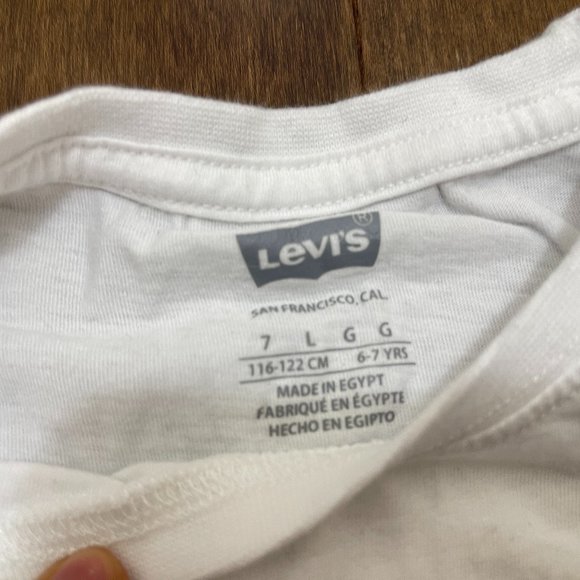 Levi's ®
SAN FRANCISCO, CAL.
7 L G G
116-122 CM 6-7 YRS
MADE IN EGYPT
FABRIQUÉ EN ÉGYPTE
HECHO EN EGIPTO